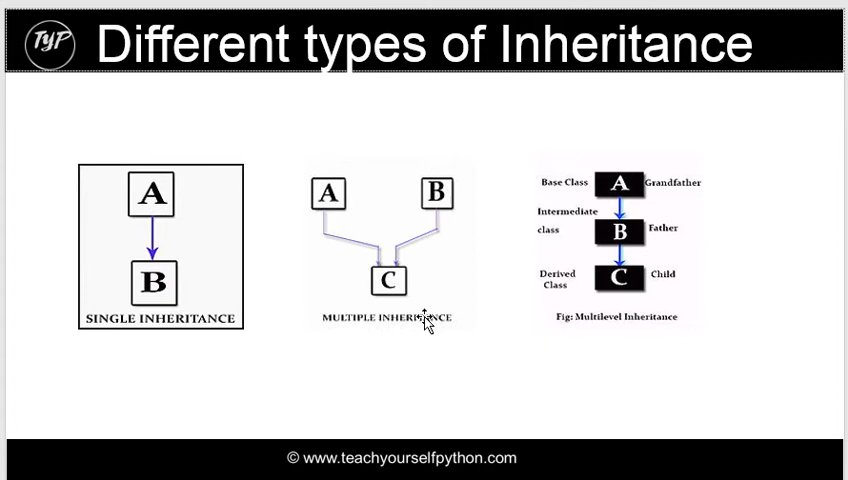 TyP
Different types of Inheritance
A
B
SINGLE INHERITANCE
A
B
C
MULTIPLE INHERITANCE
Base Class
A
Grandfather
Intermediate
class
B
Father
Derived
Class
C
Child
Fig: Multilevel Inheritance
© www.teachyourselfpython.com